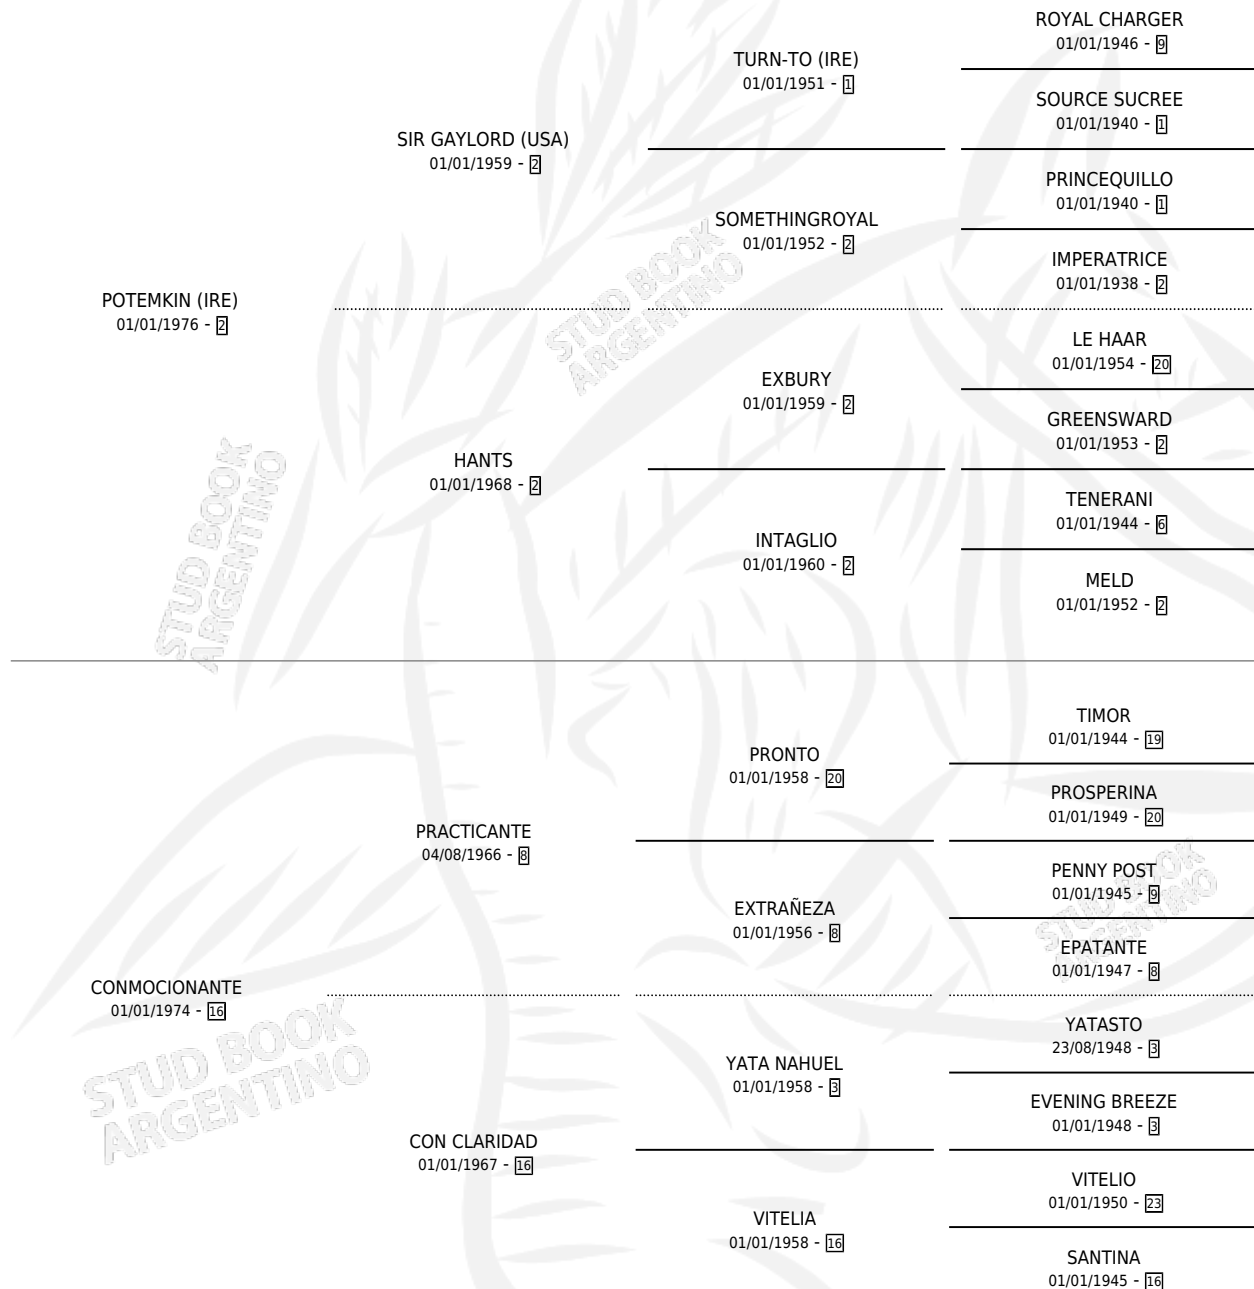 ROYAL CHARGER
01/01/1946 - 9
TURN-TO (IRE)
01/01/1951 - 1
SOURCE SUCREE
01/01/1940 - 1
SIR GAYLORD (USA)
01/01/1959 - 2
PRINCEQUILLO
01/01/1940 - 1
SOMETHINGROYAL
01/01/1952 - 2
IMPERATRICE
01/01/1938 - 2
STUD BOOK
ARGENTINO
POTEMKIN (IRE)
01/01/1976 - 2
LE HAAR
01/01/1954 - 20
EXBURY
01/01/1959 - 2
GREENSWARD
01/01/1953 - 2
HANTS
01/01/1968 - 2
TENERANI
01/01/1944 - 6
INTAGLIO
01/01/1960 - 2
MELD
01/01/1952 - 2
STUD BOOK
ARGENTINO
TIMOR
01/01/1944 - 19
PRONTO
01/01/1958 - 20
PROSPERINA
01/01/1949 - 20
PRACTICANTE
04/08/1966 - 8
PENNY POST
01/01/1945 - 9
EXTRAÑEZA
01/01/1956 - 8
EPATANTE
01/01/1947 - 8
STUD BOOK
ARGENTINO
CONMOCIONANTE
01/01/1974 - 16
YATASTO
23/08/1948 - 3
YATA NAHUEL
01/01/1958 - 3
EVENING BREEZE
01/01/1948 - 3
STUD BOOK
ARGENTINO
CON CLARIDAD
01/01/1967 - 16
VITELIO
01/01/1950 - 23
VITELIA
01/01/1958 - 16
SANTINA
01/01/1945 - 16